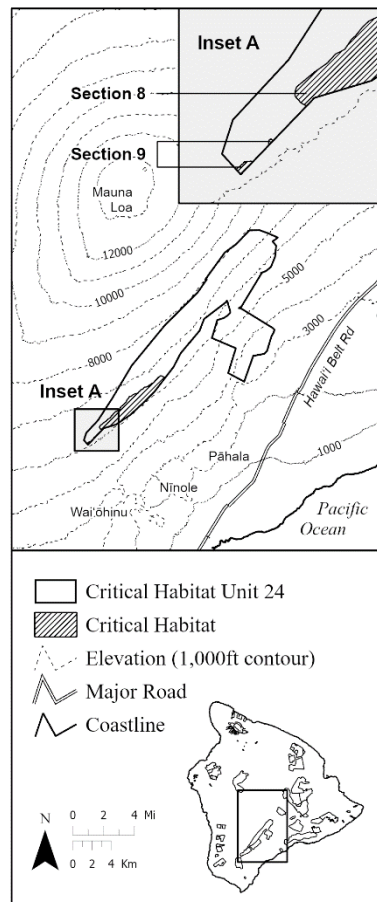 Inset A
Section 8
Section 9
Mauna
Loa
12000
10000
5000
3000
8000
Hawai'i Belt Rd
Inset A
Pāhala
1000
Nīnole
Wai'ōhinu
Pacific
Ocean
Critical Habitat Unit 24
Critical Habitat
Elevation (1,000ft contour)
Major Road
Coastline
N
0 2 4 Mi
0 2 4 Km